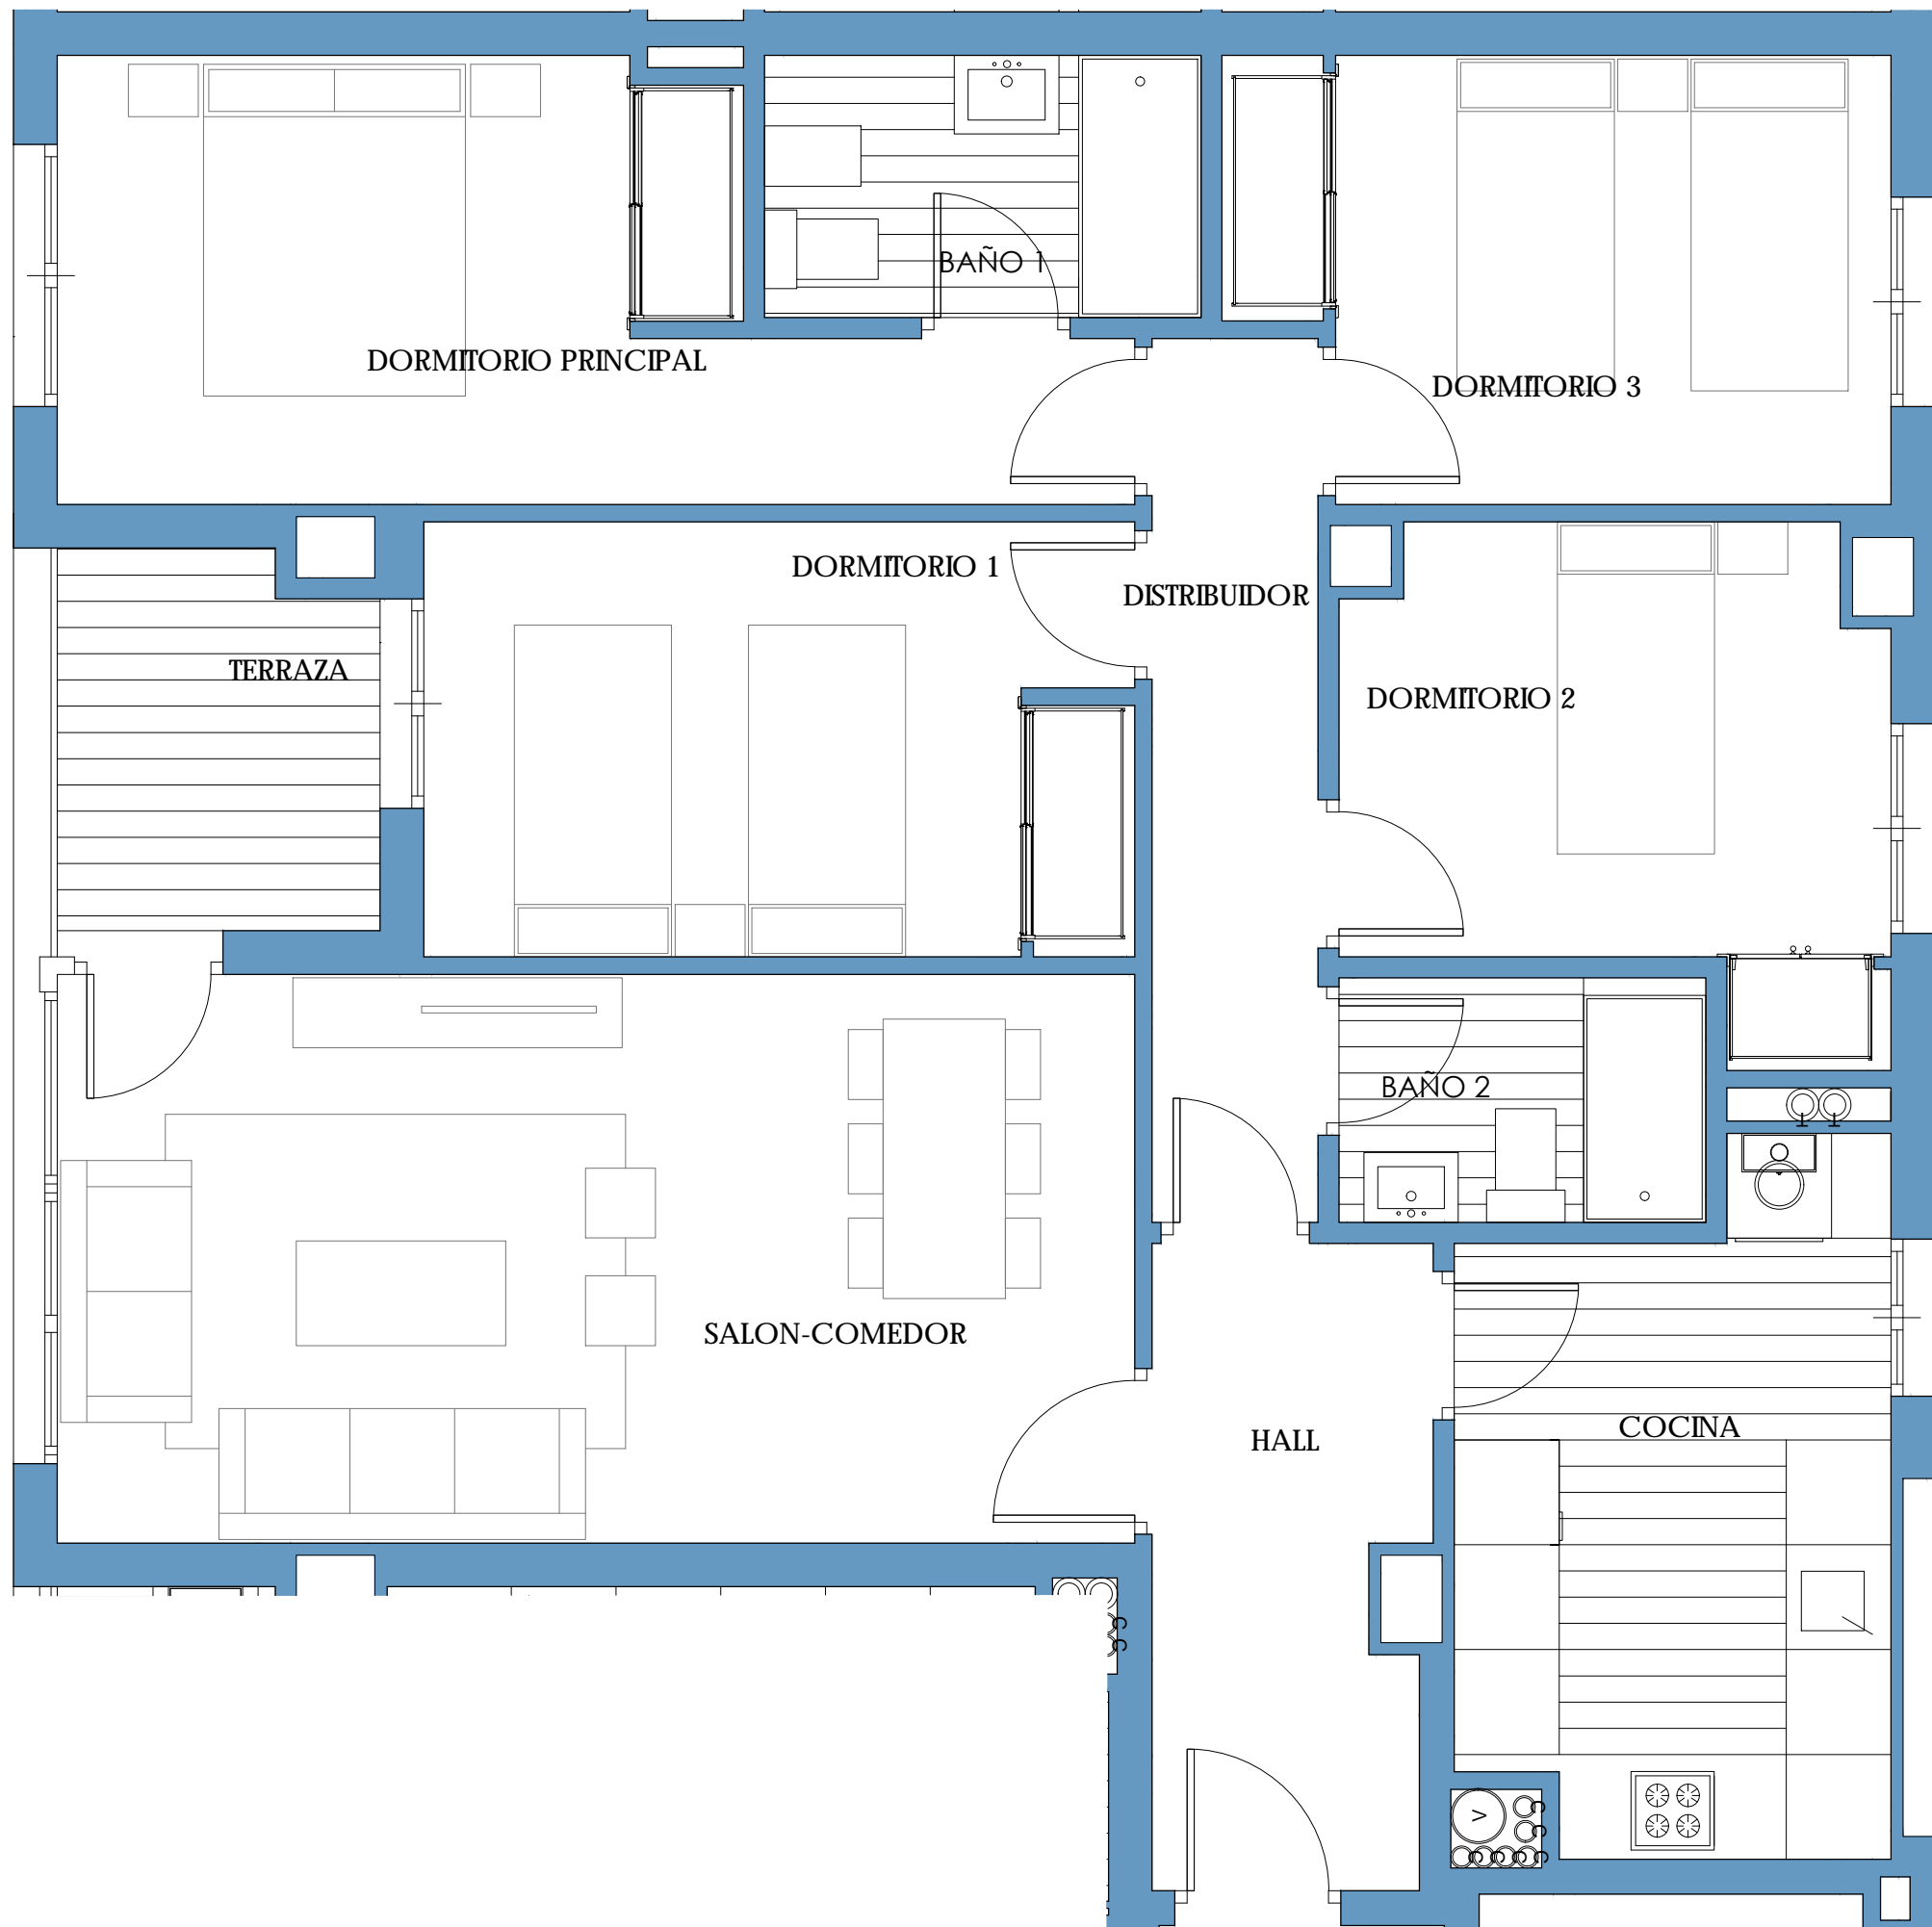 BAÑO 1
DORMITORIO PRINCIPAL
DORMITORIO 3
DORMITORIO 1
DISTRIBUIDOR
TERRAZA
DORMITORIO 2
BAÑO 2
SALON-COMEDOR
COCINA
HALL
C
C
V
C
C
C
C
C
C